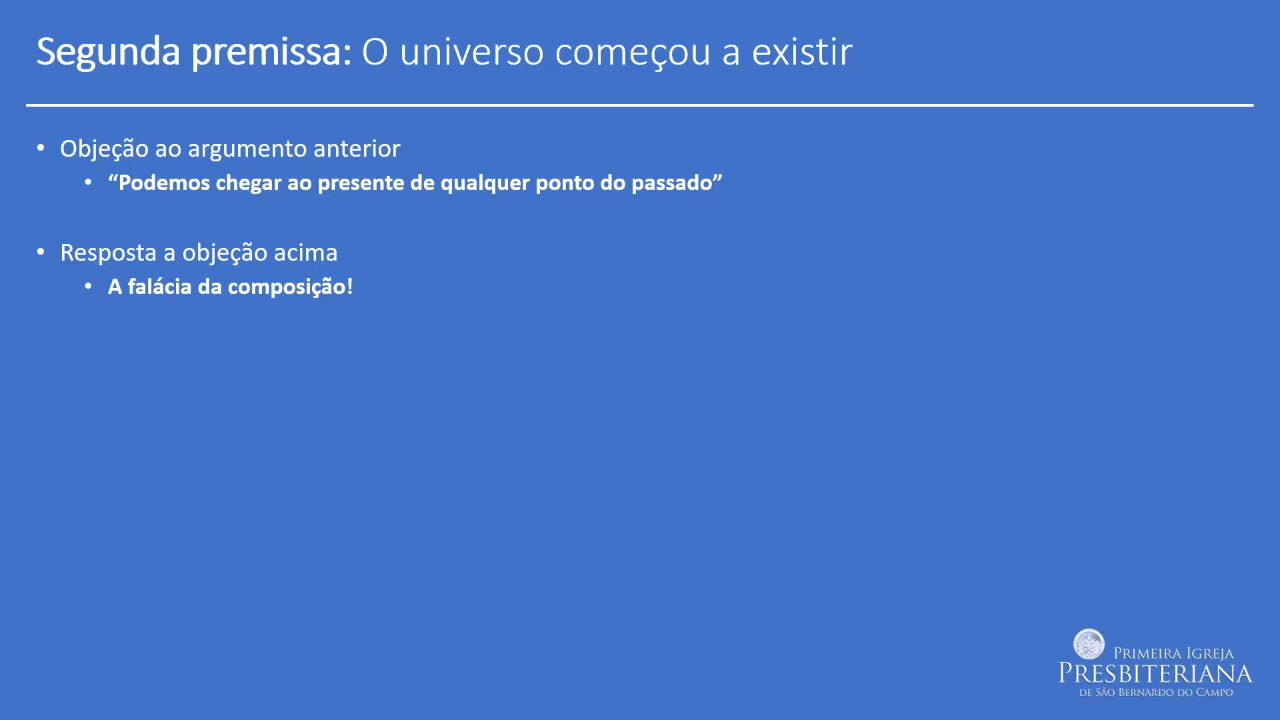 Segunda premissa: O universo começou a existir
• Objeção ao argumento anterior
• “Podemos chegar ao presente de qualquer ponto do passado”
• Resposta a objeção acima
• A falácia da composição!
Primeira Igreja
Presbiteriana
de São Bernardo do Campo